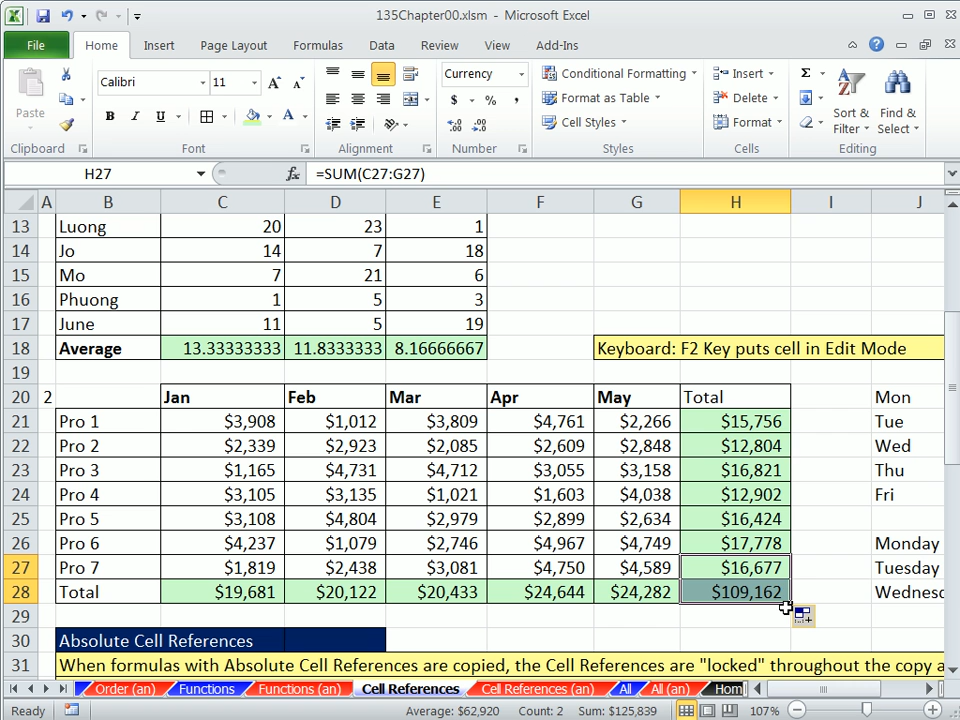 135Chapter00.xlsm - Microsoft Excel
File Home Insert Page Layout Formulas Data Review View Add-Ins
Calibri 11 Currency Conditional Formatting Insert Σ
Paste B I U A $ % , Format as Table Delete Sort & Filter Find & Select
Cell Styles Format
Clipboard Font Alignment Number Styles Cells Editing
H27 fx =SUM(C27:G27)
A B C D E F G H I J
13 Luong 20 23 1
14 Jo 14 7 18
15 Mo 7 21 6
16 Phuong 1 5 3
17 June 11 5 19
18 Average 13.33333333 11.8333333 8.16666667 Keyboard: F2 Key puts cell in Edit Mode
19
20 2 Jan Feb Mar Apr May Total Mon
21 Pro 1 $3,908 $1,012 $3,809 $4,761 $2,266 $15,756 Tue
22 Pro 2 $2,339 $2,923 $2,085 $2,609 $2,848 $12,804 Wed
23 Pro 3 $1,165 $4,731 $4,712 $3,055 $3,158 $16,821 Thu
24 Pro 4 $3,105 $3,135 $1,021 $1,603 $4,038 $12,902 Fri
25 Pro 5 $3,108 $4,804 $2,979 $2,899 $2,634 $16,424
26 Pro 6 $4,237 $1,079 $2,746 $4,967 $4,749 $17,778 Monday
27 Pro 7 $1,819 $2,438 $3,081 $4,750 $4,589 $16,677 Tuesday
28 Total $19,681 $20,122 $20,433 $24,644 $24,282 $109,162 Wednesd
29
30 Absolute Cell References
31 When formulas with Absolute Cell References are copied, the Cell References are "locked" throughout the copy a
Order (an) Functions Functions (an) Cell References Cell References (an) All All (an) Hom
Ready Average: $62,920 Count: 2 Sum: $125,839 107%